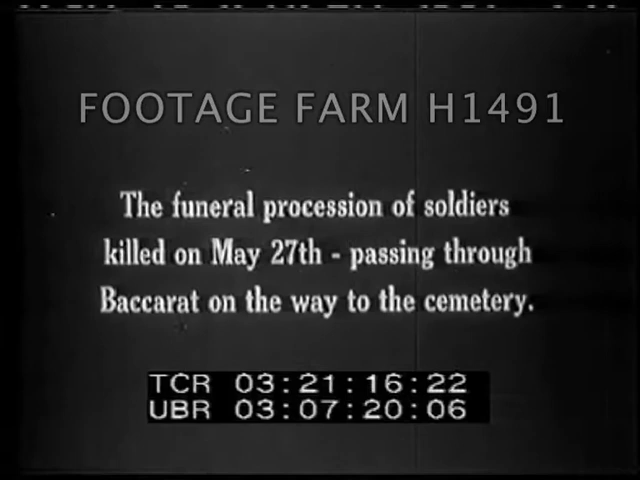 FOOTAGE FARM H1491
The funeral procession of soldiers
killed on May 27th - passing through
Baccarat on the way to the cemetery.
TCR 03:21:16:22
UBR 03:07:20:06